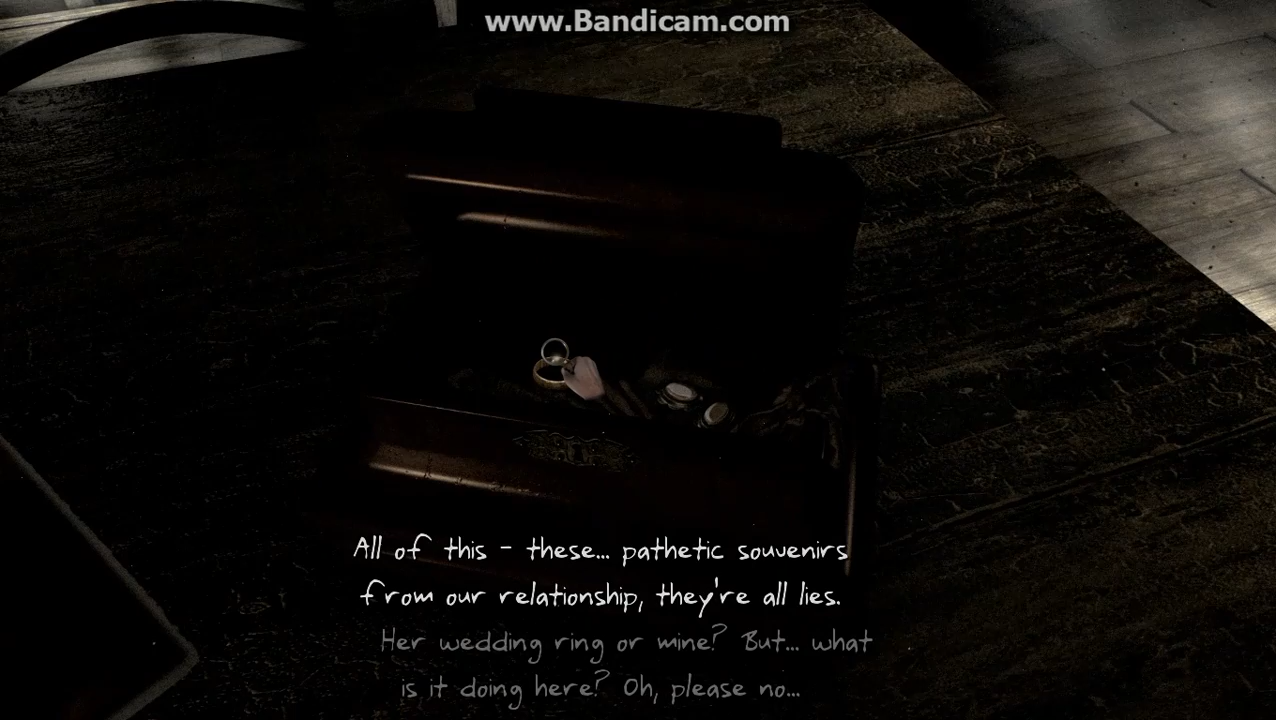 www.Bandicam.com
All of this - these... pathetic souvenirs
from our relationship, they're all lies.
Her wedding ring or mine? But... what
is it doing here? Oh, please no...